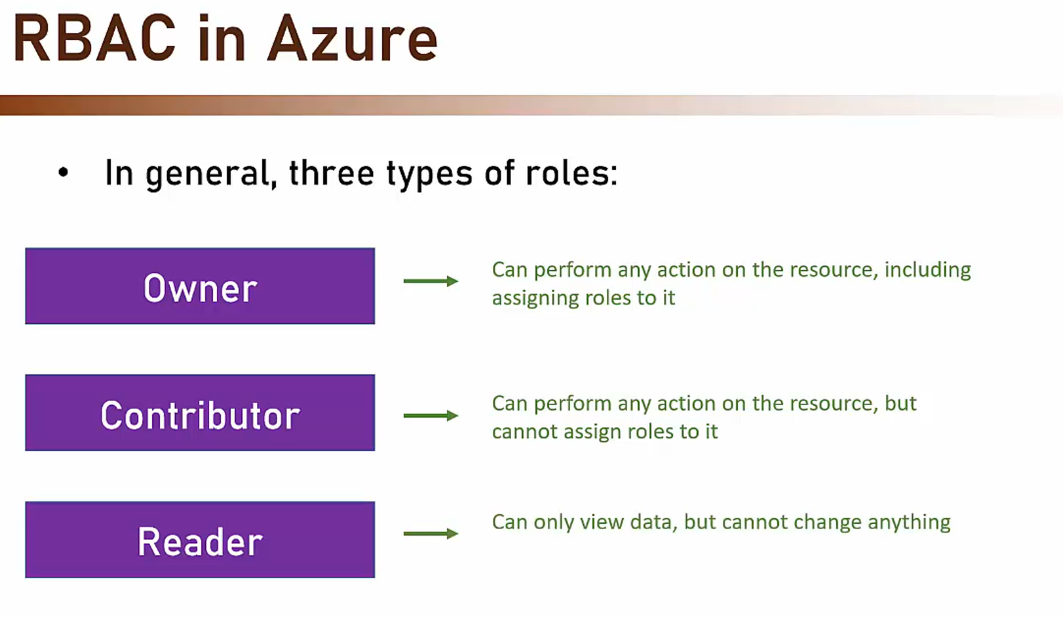 RBAC in Azure
• In general, three types of roles:
Owner
Can perform any action on the resource, including
assigning roles to it
Contributor
Can perform any action on the resource, but
cannot assign roles to it
Reader
Can only view data, but cannot change anything